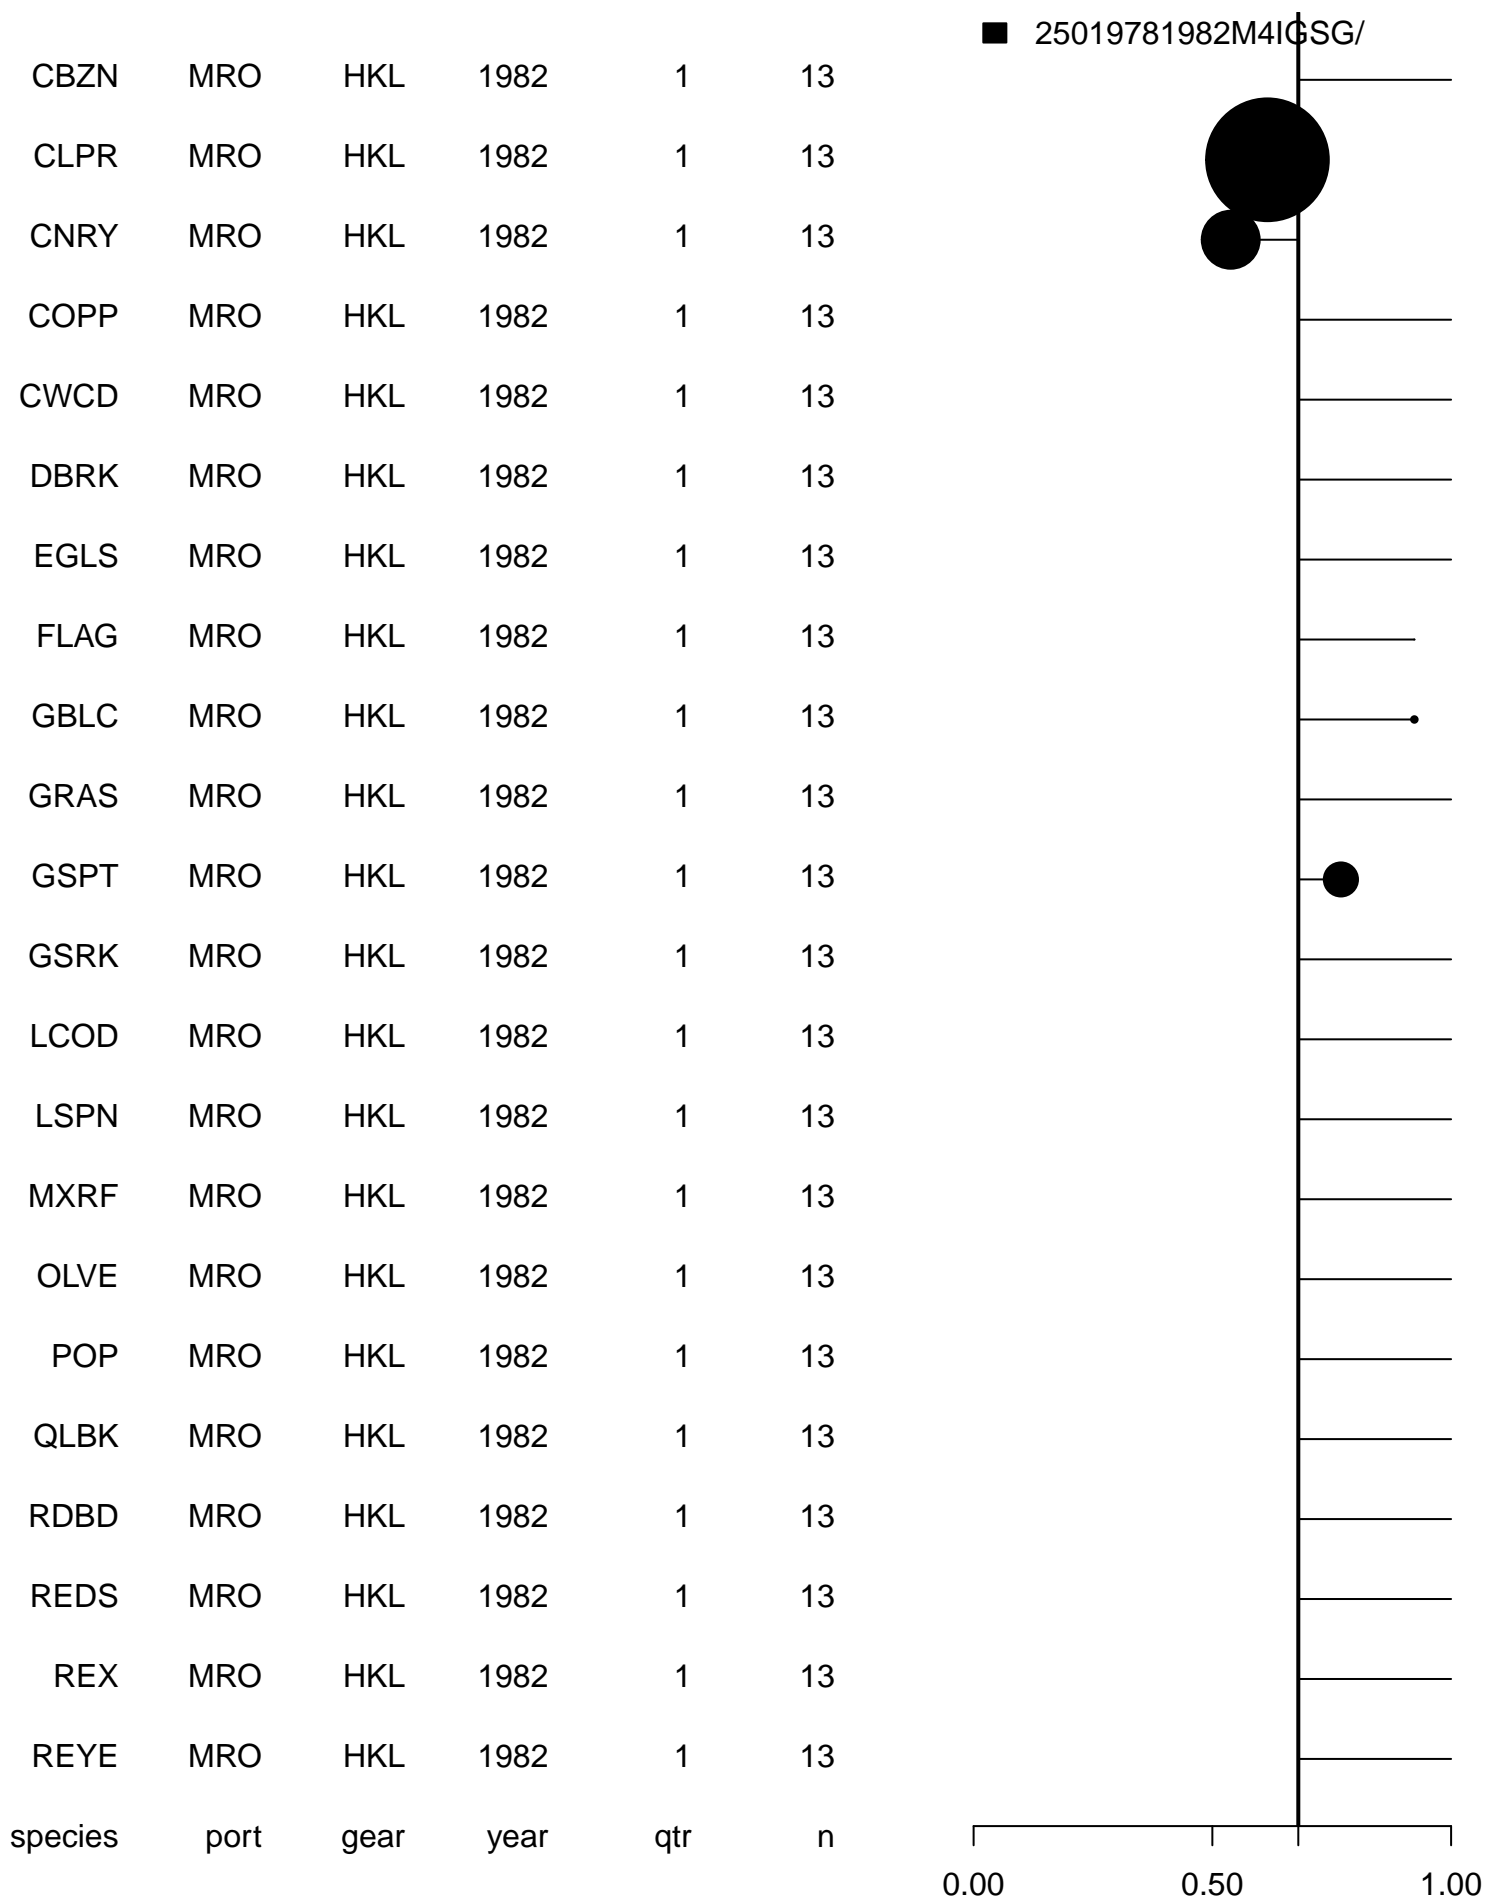 25019781982M4IGSG/
CBZN MRO HKL 1982 1 13
CLPR MRO HKL 1982 1 13
CNRY MRO HKL 1982 1 13
COPP MRO HKL 1982 1 13
CWCD MRO HKL 1982 1 13
DBRK MRO HKL 1982 1 13
EGLS MRO HKL 1982 1 13
FLAG MRO HKL 1982 1 13
GBLC MRO HKL 1982 1 13
GRAS MRO HKL 1982 1 13
GSPT MRO HKL 1982 1 13
GSRK MRO HKL 1982 1 13
LCOD MRO HKL 1982 1 13
LSPN MRO HKL 1982 1 13
MXRF MRO HKL 1982 1 13
OLVE MRO HKL 1982 1 13
POP MRO HKL 1982 1 13
QLBK MRO HKL 1982 1 13
RDBD MRO HKL 1982 1 13
REDS MRO HKL 1982 1 13
REX MRO HKL 1982 1 13
REYE MRO HKL 1982 1 13
species port gear year qtr n
0.00 0.50 1.00